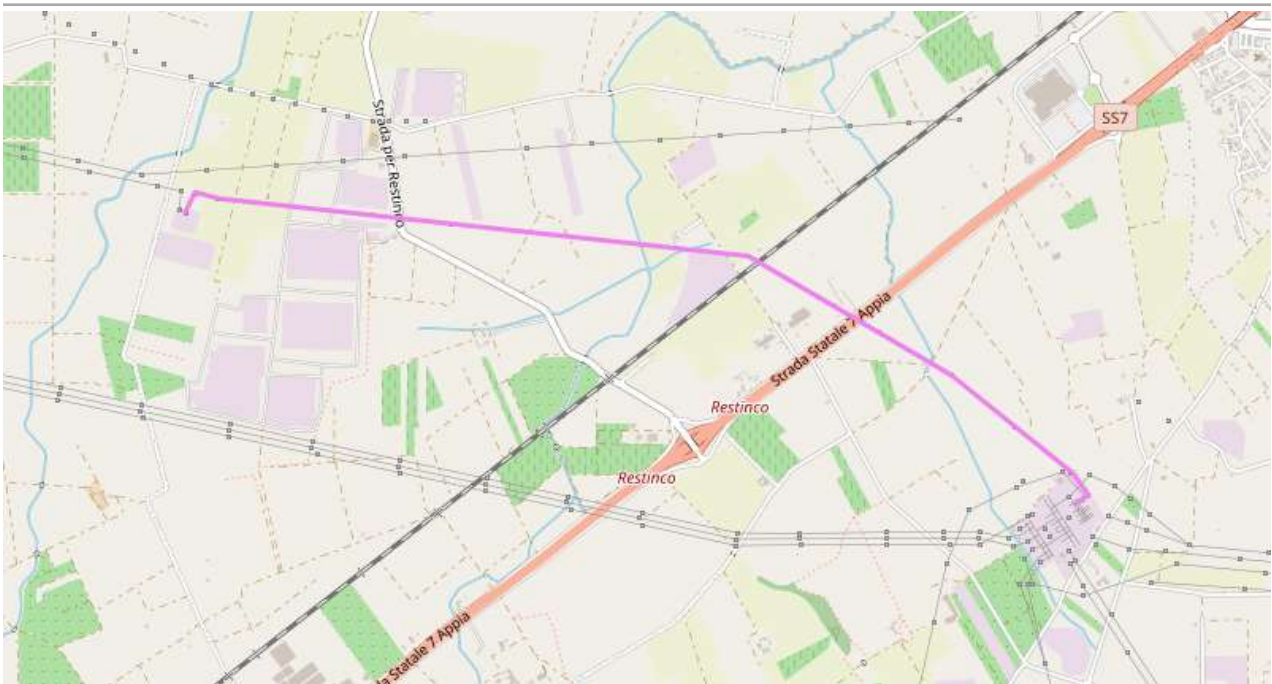 SS7
Strada per Restinco
Strada Statale 7 Appia
Restinco
Restinco
da Statale 7 Appia